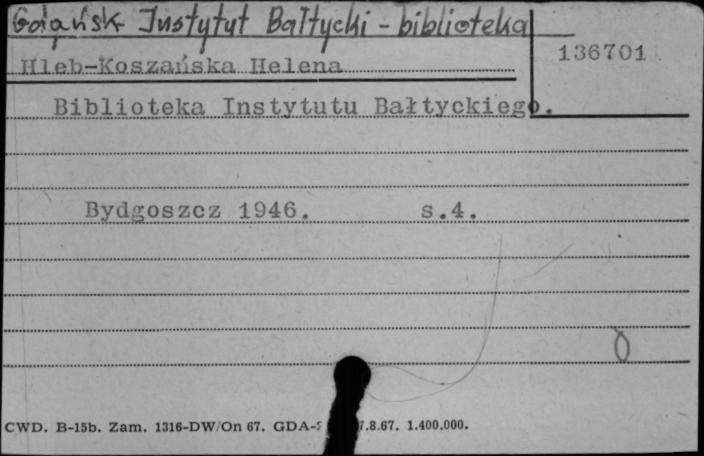 Gdańsk Instytut Bałtycki - biblioteka
136701
Hleb-Koszańska Helena
Biblioteka Instytutu Bałtyckiego.
Bydgoszcz 1946. s.4.
CWD. B-15b. Zam. 1316-DW/On 67. GDA- 7.8.67. 1.400.000.